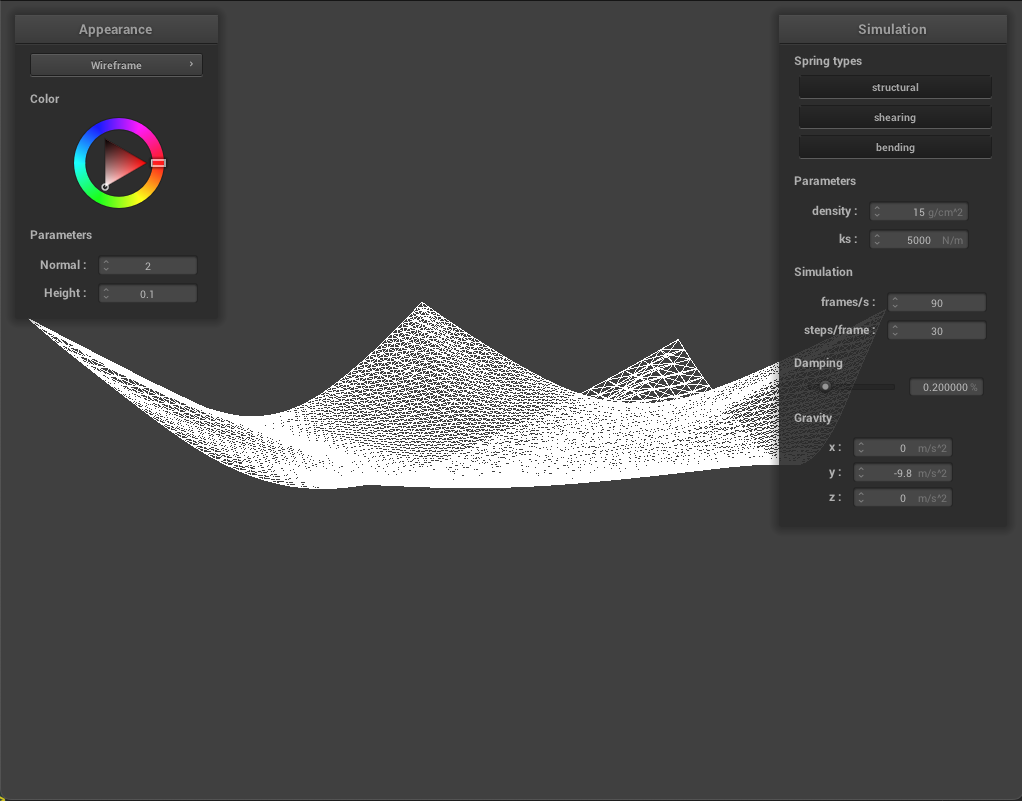 Appearance
Wireframe ›
Color
Parameters
Normal : 2
Height : 0.1
Simulation
Spring types
structural
shearing
bending
Parameters
density : 15 g/cm^2
ks : 5000 N/m
Simulation
frames/s : 90
steps/frame : 30
Damping
0.200000 %
Gravity
x : 0 m/s^2
y : -9.8 m/s^2
z : 0 m/s^2